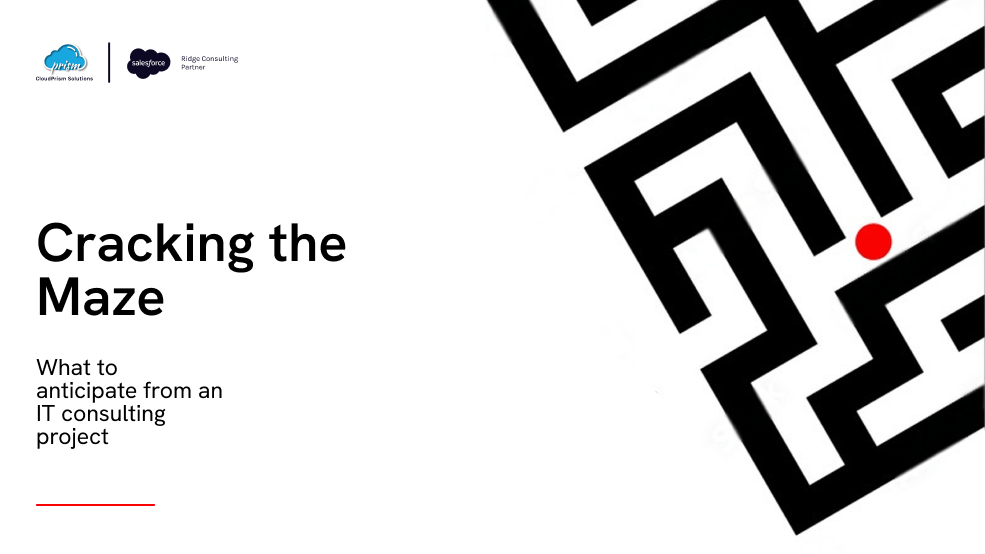 prism
CloudPrism Solutions
salesforce
Ridge Consulting
Partner
Cracking the
Maze
What to
anticipate from an
IT consulting
project